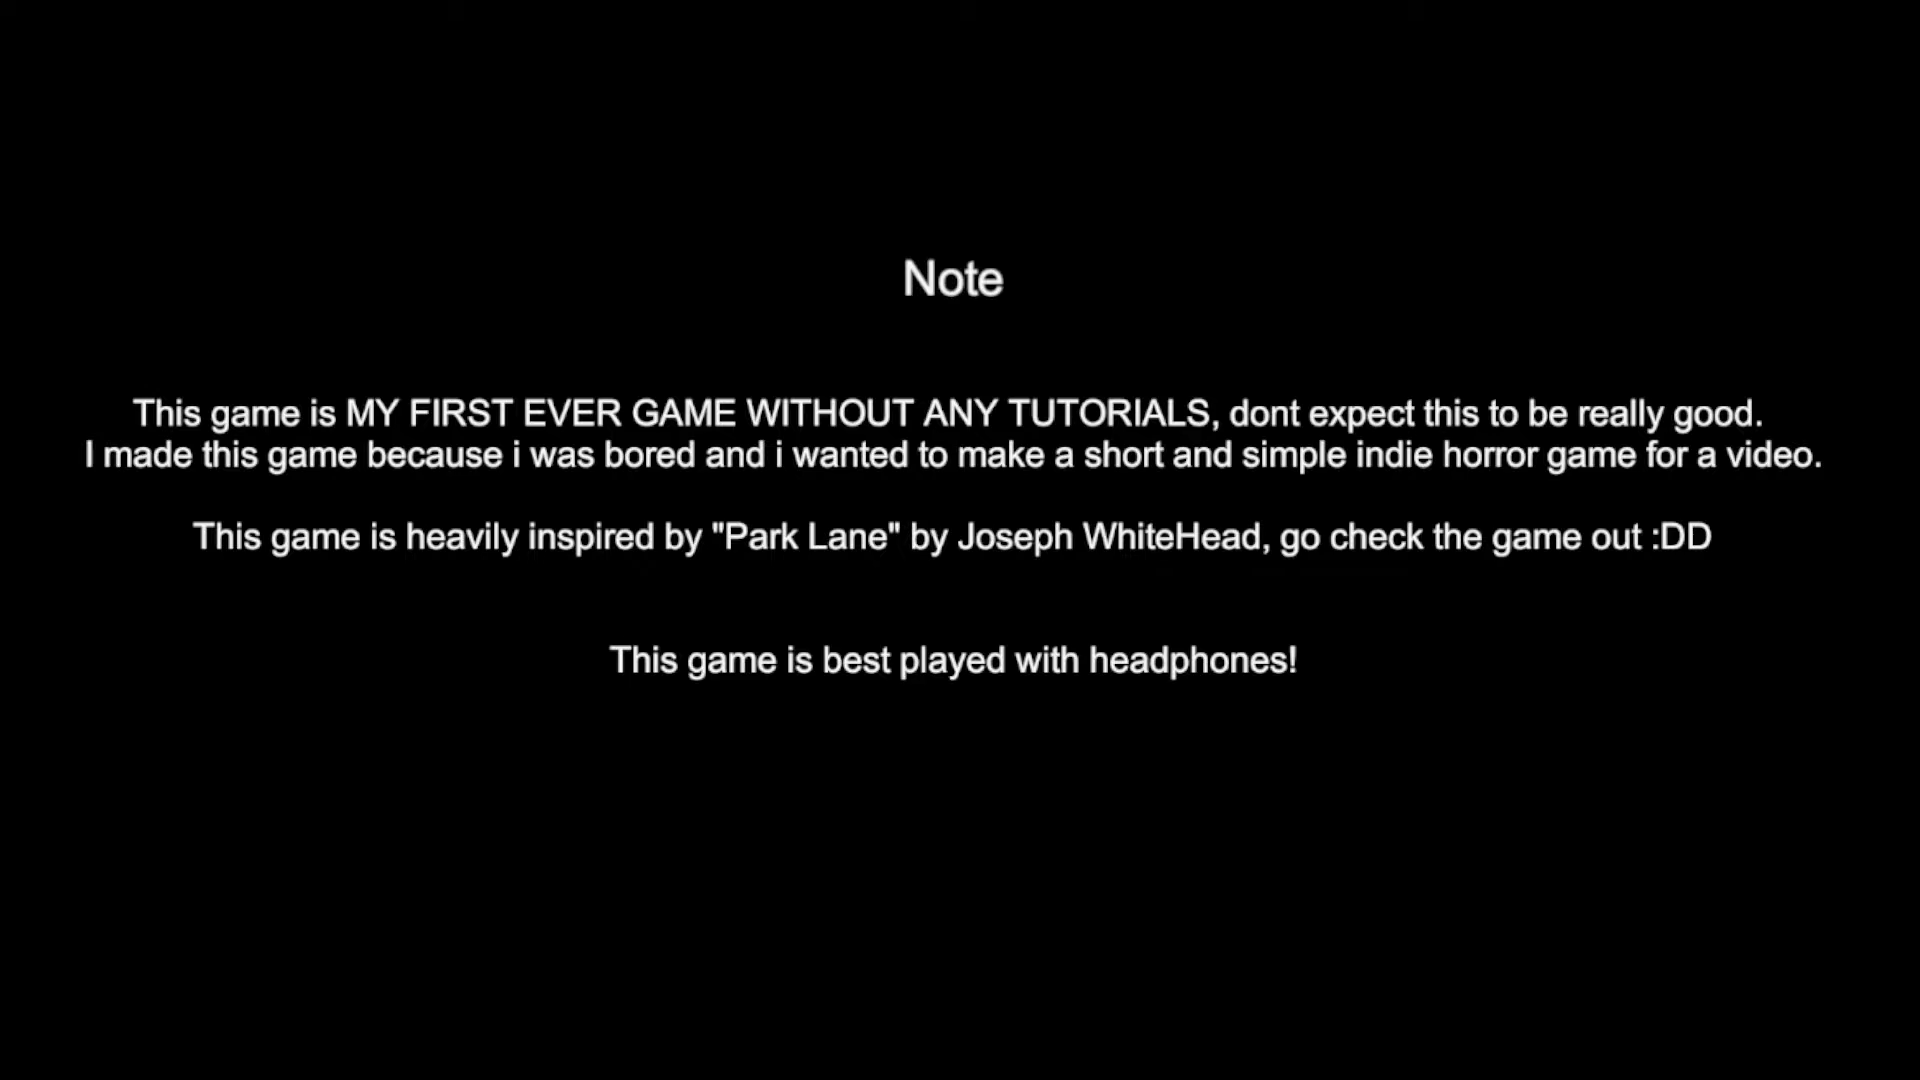 Note
This game is MY FIRST EVER GAME WITHOUT ANY TUTORIALS, dont expect this to be really good.
I made this game because i was bored and i wanted to make a short and simple indie horror game for a video.
This game is heavily inspired by "Park Lane" by Joseph WhiteHead, go check the game out :DD
This game is best played with headphones!